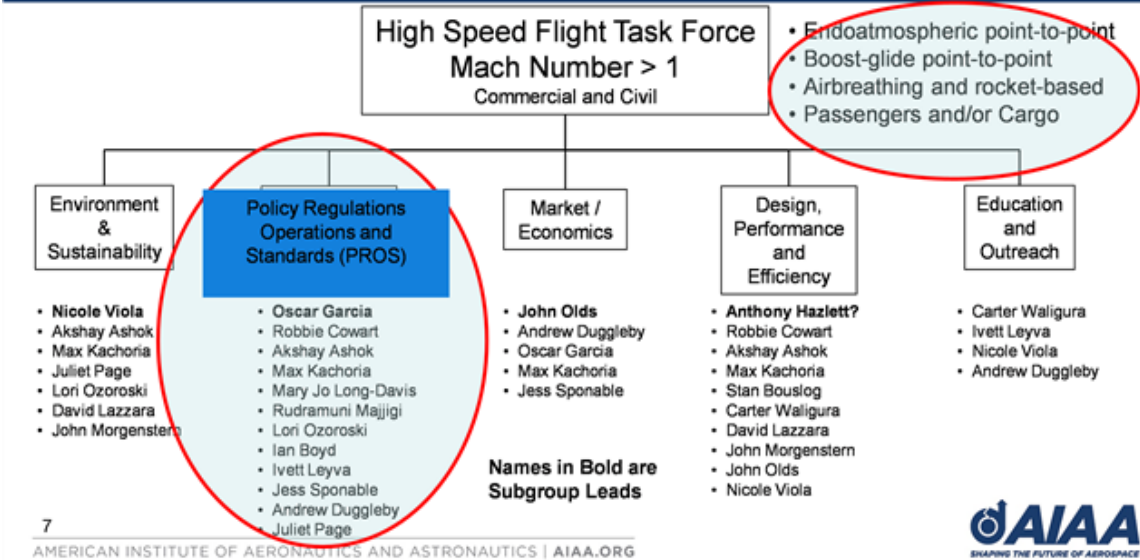 High Speed Flight Task Force
Mach Number > 1
Commercial and Civil
• Endoatmospheric point-to-point
• Boost-glide point-to-point
• Airbreathing and rocket-based
• Passengers and/or Cargo
Environment
&
Sustainability
• Nicole Viola
• Akshay Ashok
• Max Kachoria
• Juliet Page
• Lori Ozoroski
• David Lazzara
• John Morgenstern
Policy Regulations
Operations and
Standards (PROS)
• Oscar Garcia
• Robbie Cowart
• Akshay Ashok
• Max Kachoria
• Mary Jo Long-Davis
• Rudramuni Majjigi
• Lori Ozoroski
• Ian Boyd
• Ivett Leyva
• Jess Sponable
• Andrew Duggleby
• Juliet Page
Market /
Economics
• John Olds
• Andrew Duggleby
• Oscar Garcia
• Max Kachoria
• Jess Sponable
Names in Bold are
Subgroup Leads
Design,
Performance
and
Efficiency
• Anthony Hazlett?
• Robbie Cowart
• Akshay Ashok
• Max Kachoria
• Stan Bouslog
• Carter Waligura
• David Lazzara
• John Morgenstern
• John Olds
• Nicole Viola
Education
and
Outreach
• Carter Waligura
• Ivett Leyva
• Nicole Viola
• Andrew Duggleby
7
AMERICAN INSTITUTE OF AERONAUTICS AND ASTRONAUTICS | AIAA.ORG
AIAA
SHAPING THE FUTURE OF AEROSPACE